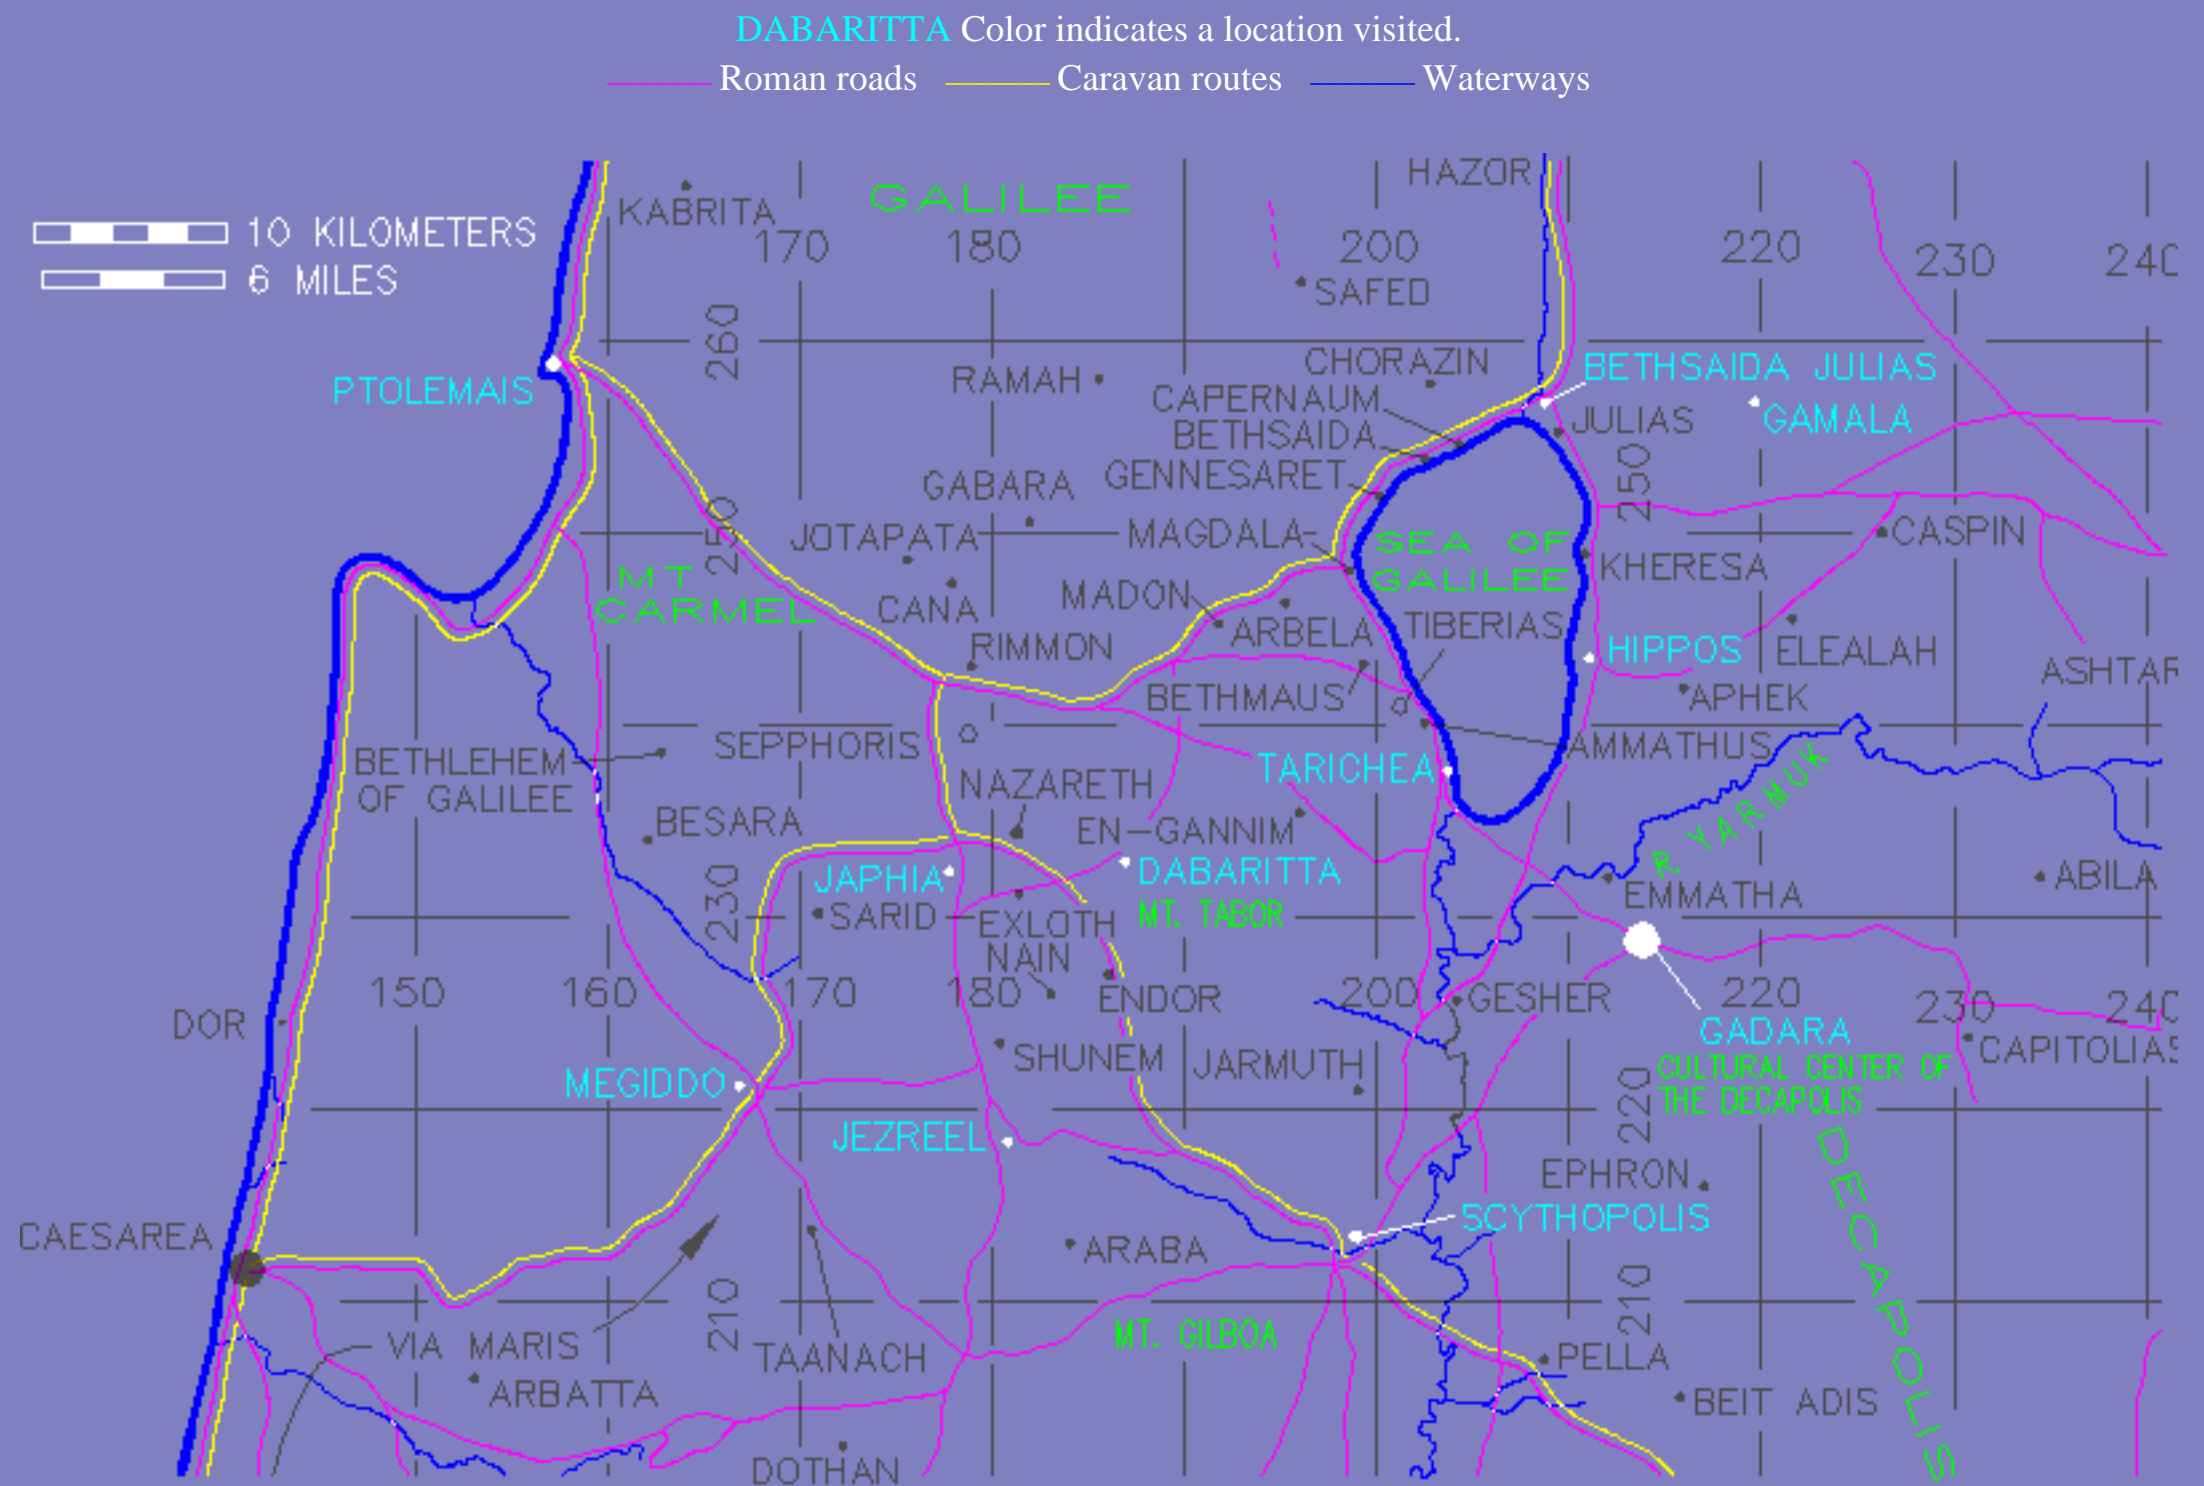 DABARITTA Color indicates a location visited.
Roman roads Caravan routes Waterways
HAZOR
KABRITA
GALILEE
10 KILOMETERS
170 180 200 220 230 240
6 MILES
SAFED
260
PTOLEMAIS
RAMAH
CHORAZIN
BETHSAIDA JULIAS
CAPERNAUM
GAMALA
JULIAS
BETHSAIDA
GENNESARET
GABARA
250
250
JOTAPATA
MAGDALA
SEA OF
GALILEE
CASPIN
KHERESA
MT
CARMEL
CANA
MADON
ARBELA
TIBERIAS
RIMMON
HIPPOS
ELEALAH
ASHTAR
BETHMAUS
APHEK
SEPPHORIS
AMMATHUS
BETHLEHEM
OF GALILEE
TARICHEA
NAZARETH
R YARMUK
BESARA
EN-GANNIM
JAPHIA
DABARITTA
EMMATHA
ABILA
230
SARID
EXLOTH
MT. TABOR
NAIN
150 160 170 180 200 220 230 240
ENDOR
GESHER
DOR
GADARA
CULTURAL CENTER OF
THE DECAPOLIS
CAPITOLIAS
SHUNEM
JARMUTH
MEGIDDO
220
JEZREEL
DECAPOLIS
EPHRON
SCYTHOPOLIS
CAESAREA
ARABA
210
210
VIA MARIS
MT. GILBOA
TAANACH
PELLA
ARBATTA
BEIT ADIS
DOTHAN